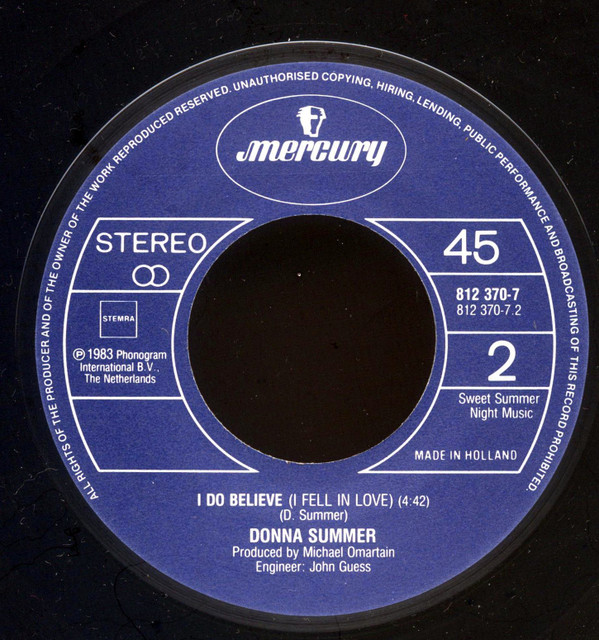 ALL RIGHTS OF THE PRODUCER AND OF THE OWNER OF THE WORK REPRODUCED RESERVED. UNAUTHORISED COPYING, HIRING, LENDING, PUBLIC PERFORMANCE AND BROADCASTING OF THIS RECORD PROHIBITED.
mercury
STEREO
STEMRA
Ⓟ 1983 Phonogram
International B.V.,
The Netherlands
45
812 370-7
812 370-7.2
2
Sweet Summer
Night Music
MADE IN HOLLAND
I DO BELIEVE (I FELL IN LOVE) (4:42)
(D. Summer)
DONNA SUMMER
Produced by Michael Omartain
Engineer: John Guess